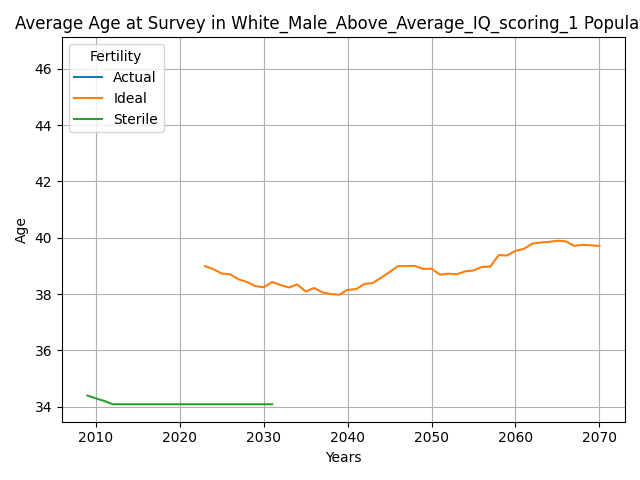 Average Age at Survey in White_Male_Above_Average_IQ_scoring_1 Popula
Fertility
Actual
Ideal
Sterile
46
44
42
40
38
36
34
Age
2010 2020 2030 2040 2050 2060 2070
Years